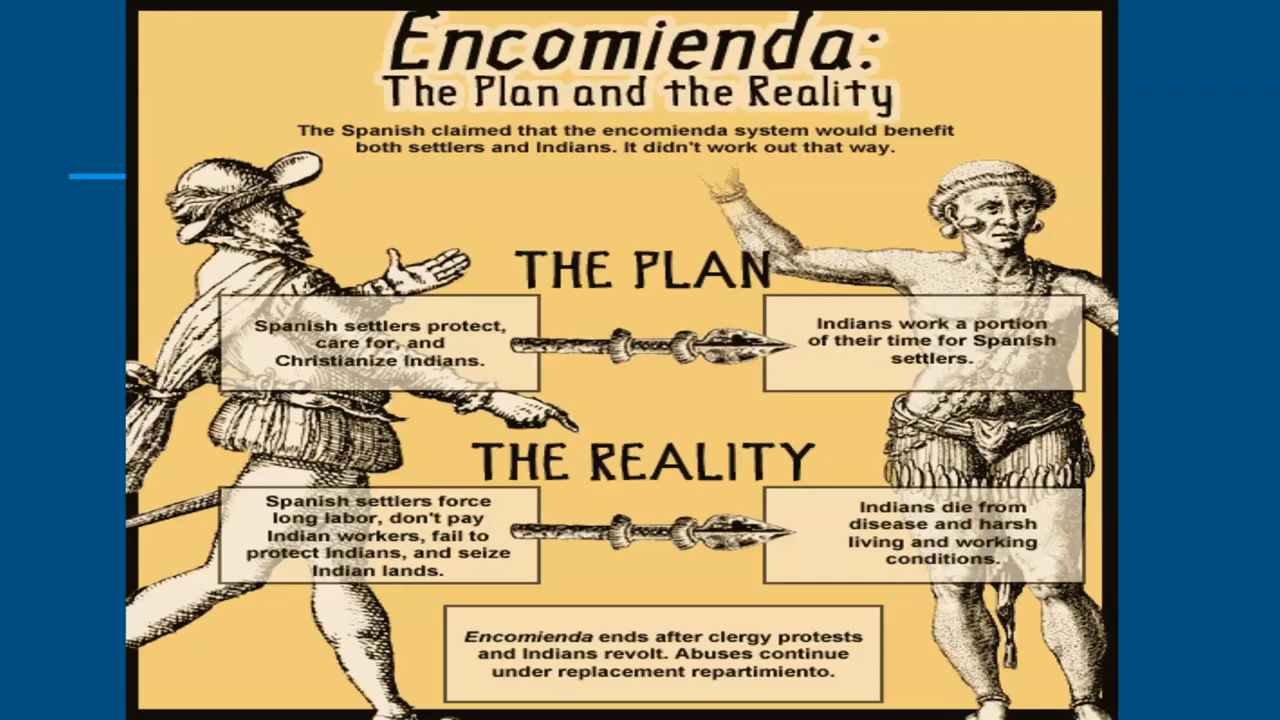 Encomienda:
The Plan and the Reality
The Spanish claimed that the encomienda system would benefit
both settlers and Indians. It didn't work out that way.
THE PLAN
Spanish settlers protect,
care for, and
Christianize Indians.
Indians work a portion
of their time for Spanish
settlers.
THE REALITY
Spanish settlers force
long labor, don't pay
Indian workers, fail to
protect Indians, and seize
Indian lands.
Indians die from
disease and harsh
living and working
conditions.
Encomienda ends after clergy protests
and Indians revolt. Abuses continue
under replacement repartimiento.